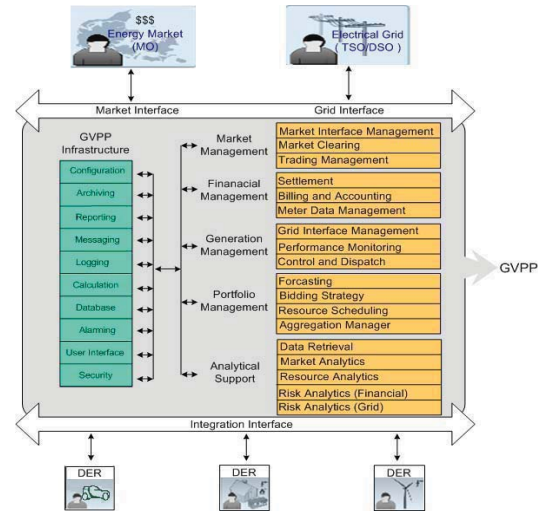 $$$
Energy Market
(MO)
Electrical Grid
( TSO/DSO )
Market Interface
Grid Interface
GVPP
Infrastructure
Configuration
Archiving
Reporting
Messaging
Logging
Calculation
Database
Alarming
User Interface
Security
Market
Management
Market Interface Management
Market Clearing
Trading Management
Finanacial
Management
Settlement
Billing and Accounting
Meter Data Management
Generation
Management
Grid Interface Management
Performance Monitoring
Control and Dispatch
Portfolio
Management
Forcasting
Bidding Strategy
Resource Scheduling
Aggregation Manager
Analytical
Support
Data Retrieval
Market Analytics
Resource Analytics
Risk Analytics (Financial)
Risk Analytics (Grid)
GVPP
Integration Interface
DER
DER
DER